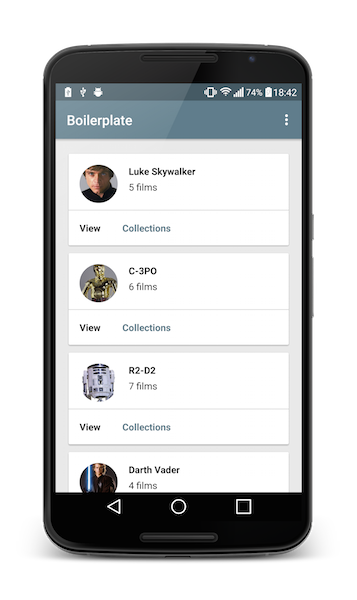 74% 18:42
Boilerplate
Luke Skywalker
5 films
View Collections
C-3PO
6 films
View Collections
R2-D2
7 films
View Collections
Darth Vader
4 films